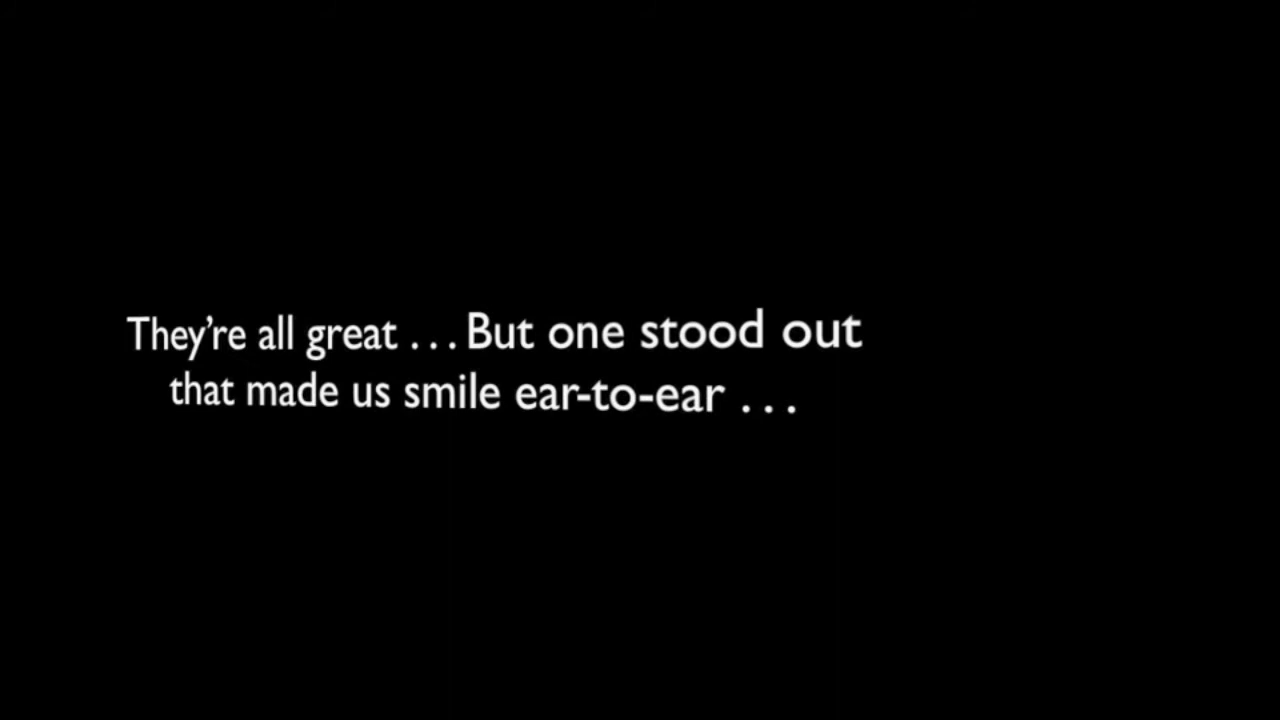 They’re all great . . . But one stood out
that made us smile ear-to-ear . . .